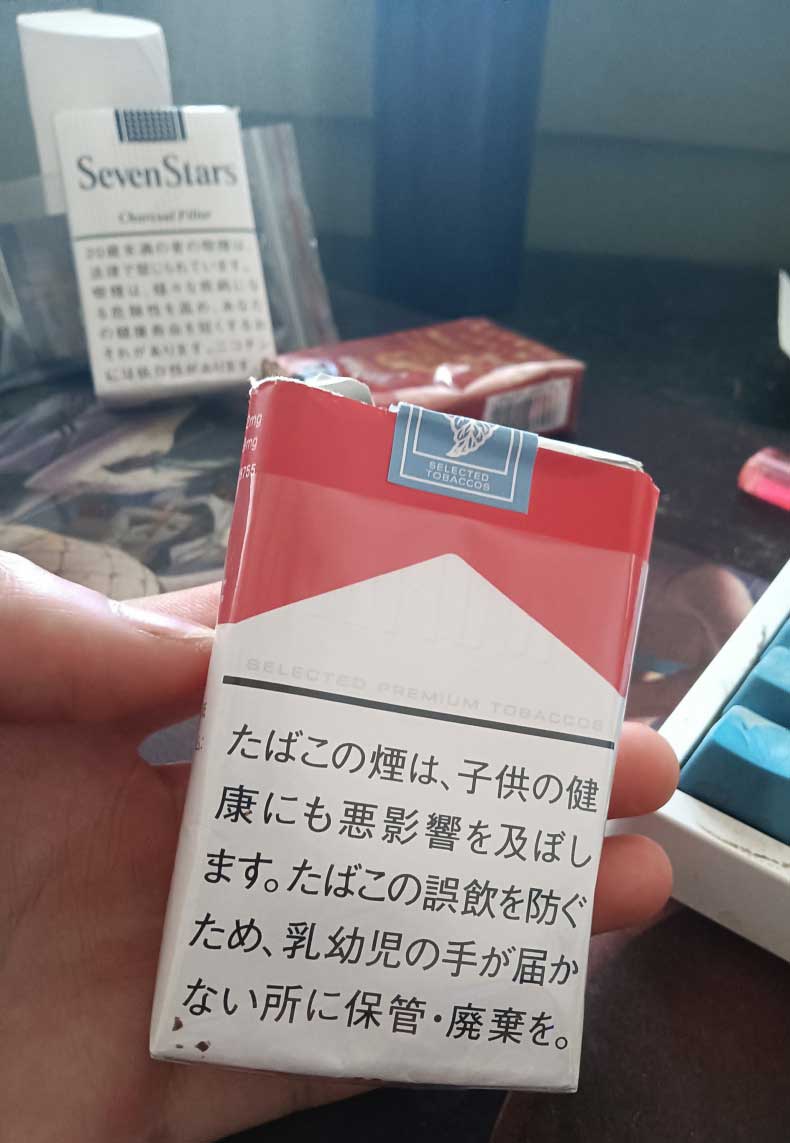 SevenStars
Charcoal Filter
20歳未満の者の喫煙は、
法律で禁じられています。
喫煙は、様々な疾病にな
る危険性を高め、あなた
の健康寿命を短くするお
それがあります。ニコチン
には依存性があります。
mg
mg
SELECTED
TOBACCOS
SELECTED PREMIUM TOBACCOS
たばこの煙は、子供の健
康にも悪影響を及ぼし
ます。たばこの誤飲を防ぐ
ため、乳幼児の手が届か
ない所に保管・廃棄を。